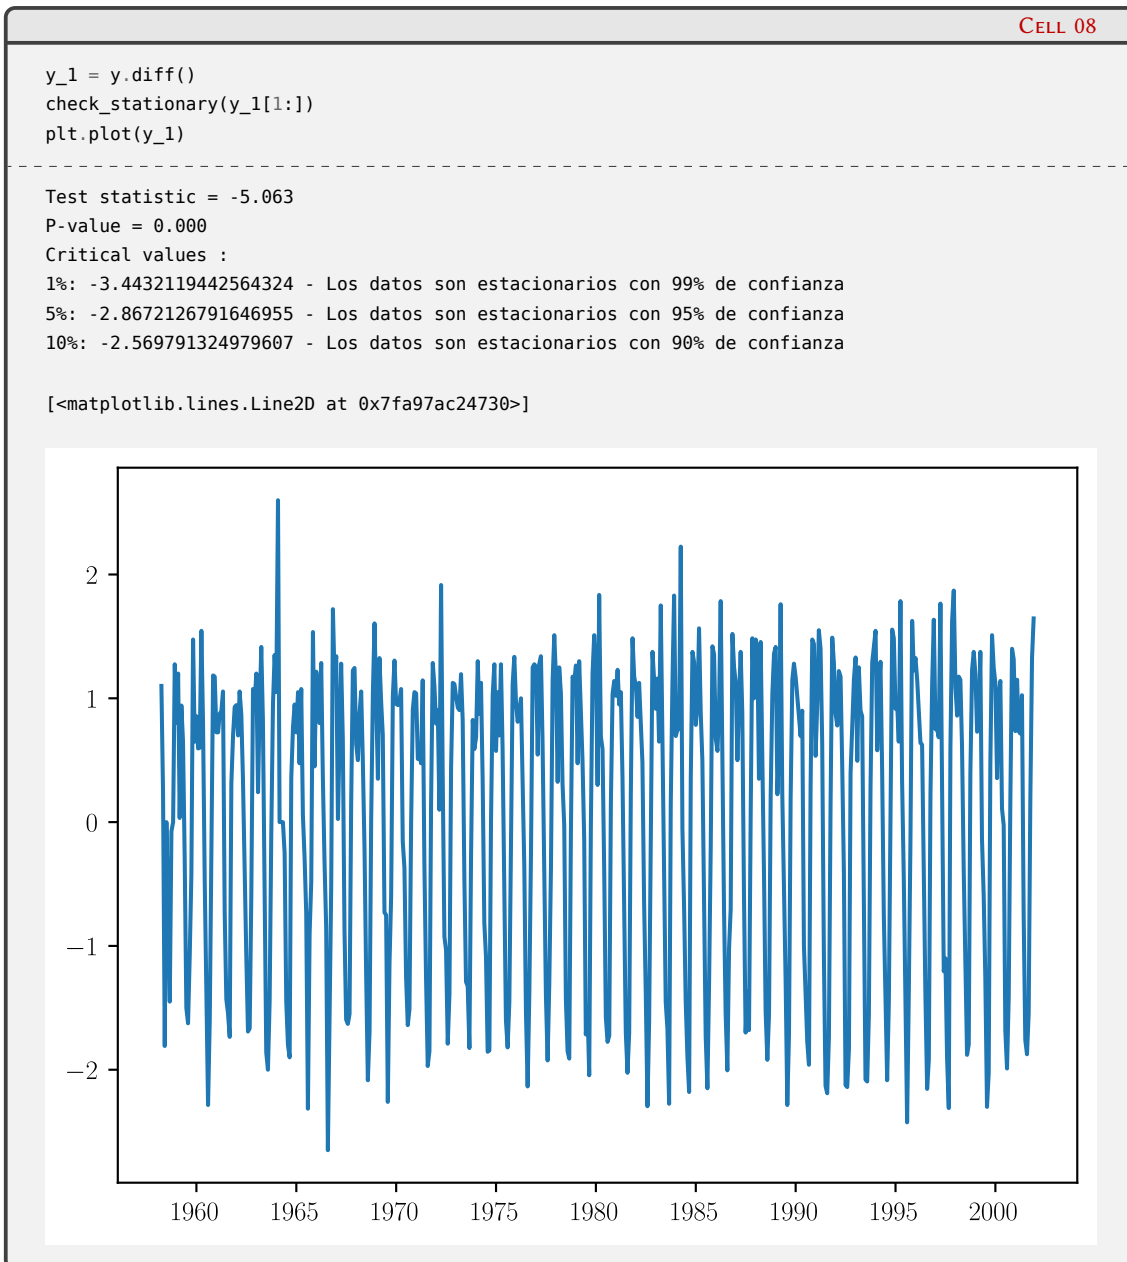 CELL 08
y_1 = y.diff()
check_stationary(y_1[1:])
plt.plot(y_1)
Test statistic = -5.063
P-value = 0.000
Critical values :
1%: -3.4432119442564324 - Los datos son estacionarios con 99% de confianza
5%: -2.8672126791646955 - Los datos son estacionarios con 95% de confianza
10%: -2.569791324979607 - Los datos son estacionarios con 90% de confianza
[<matplotlib.lines.Line2D at 0x7fa97ac24730>]
2
1
0
−1
−2
1960 1965 1970 1975 1980 1985 1990 1995 2000